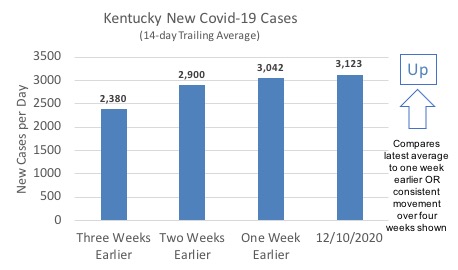 Kentucky New Covid-19 Cases
(14-day Trailing Average)
New Cases per Day
3500
3000
2500
2000
1500
1000
500
0
2,380
2,900
3,042
3,123
Three Weeks
Earlier
Two Weeks
Earlier
One Week
Earlier
12/10/2020
Up
Compares
latest average
to one week
earlier OR
consistent
movement
over four
weeks shown